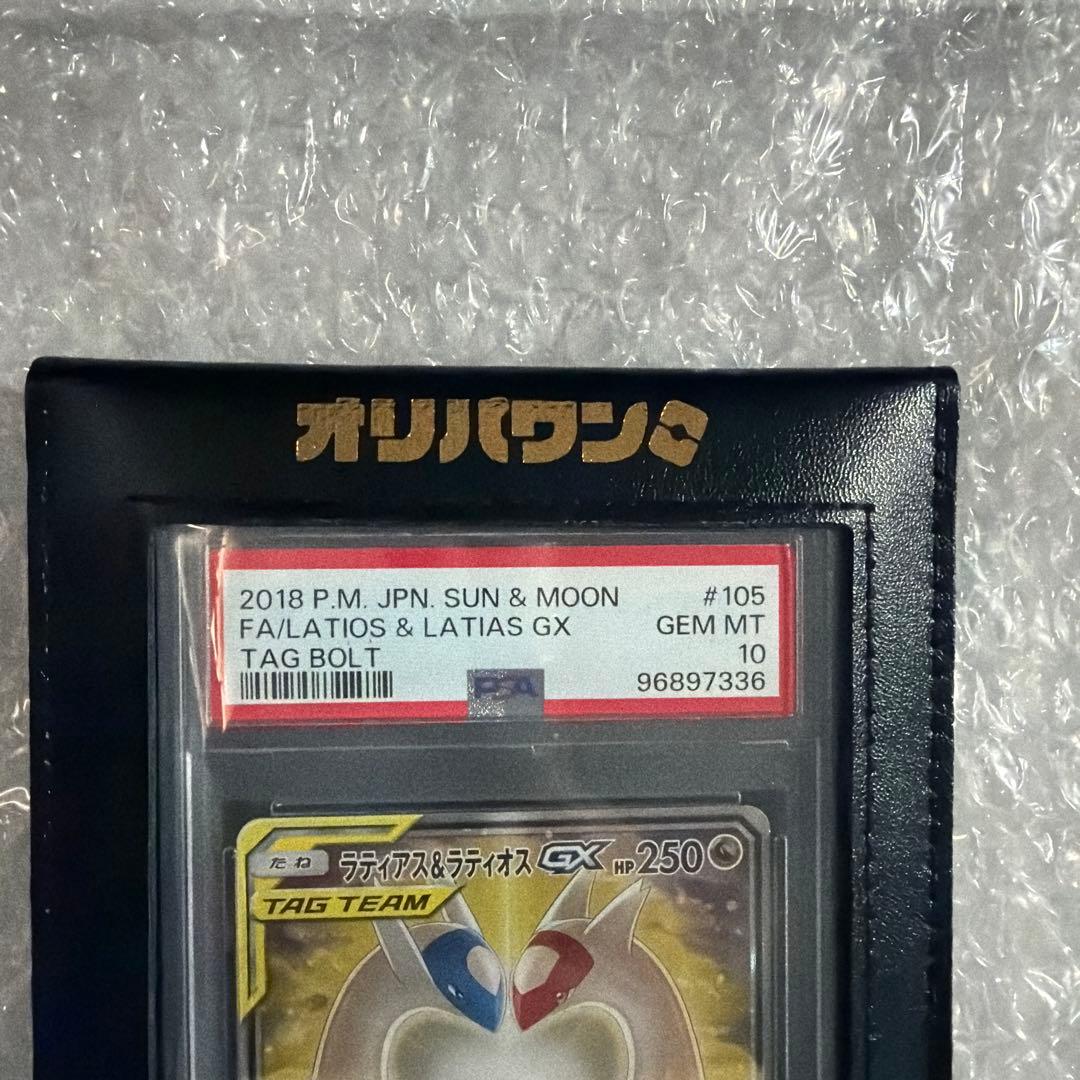 オリパワン
2018 P.M. JPN. SUN & MOON #105
FA/LATIOS & LATIAS GX GEM MT
TAG BOLT 10
PSA 96897336
たね ラティアス&ラティオス GX HP 250
TAG TEAM